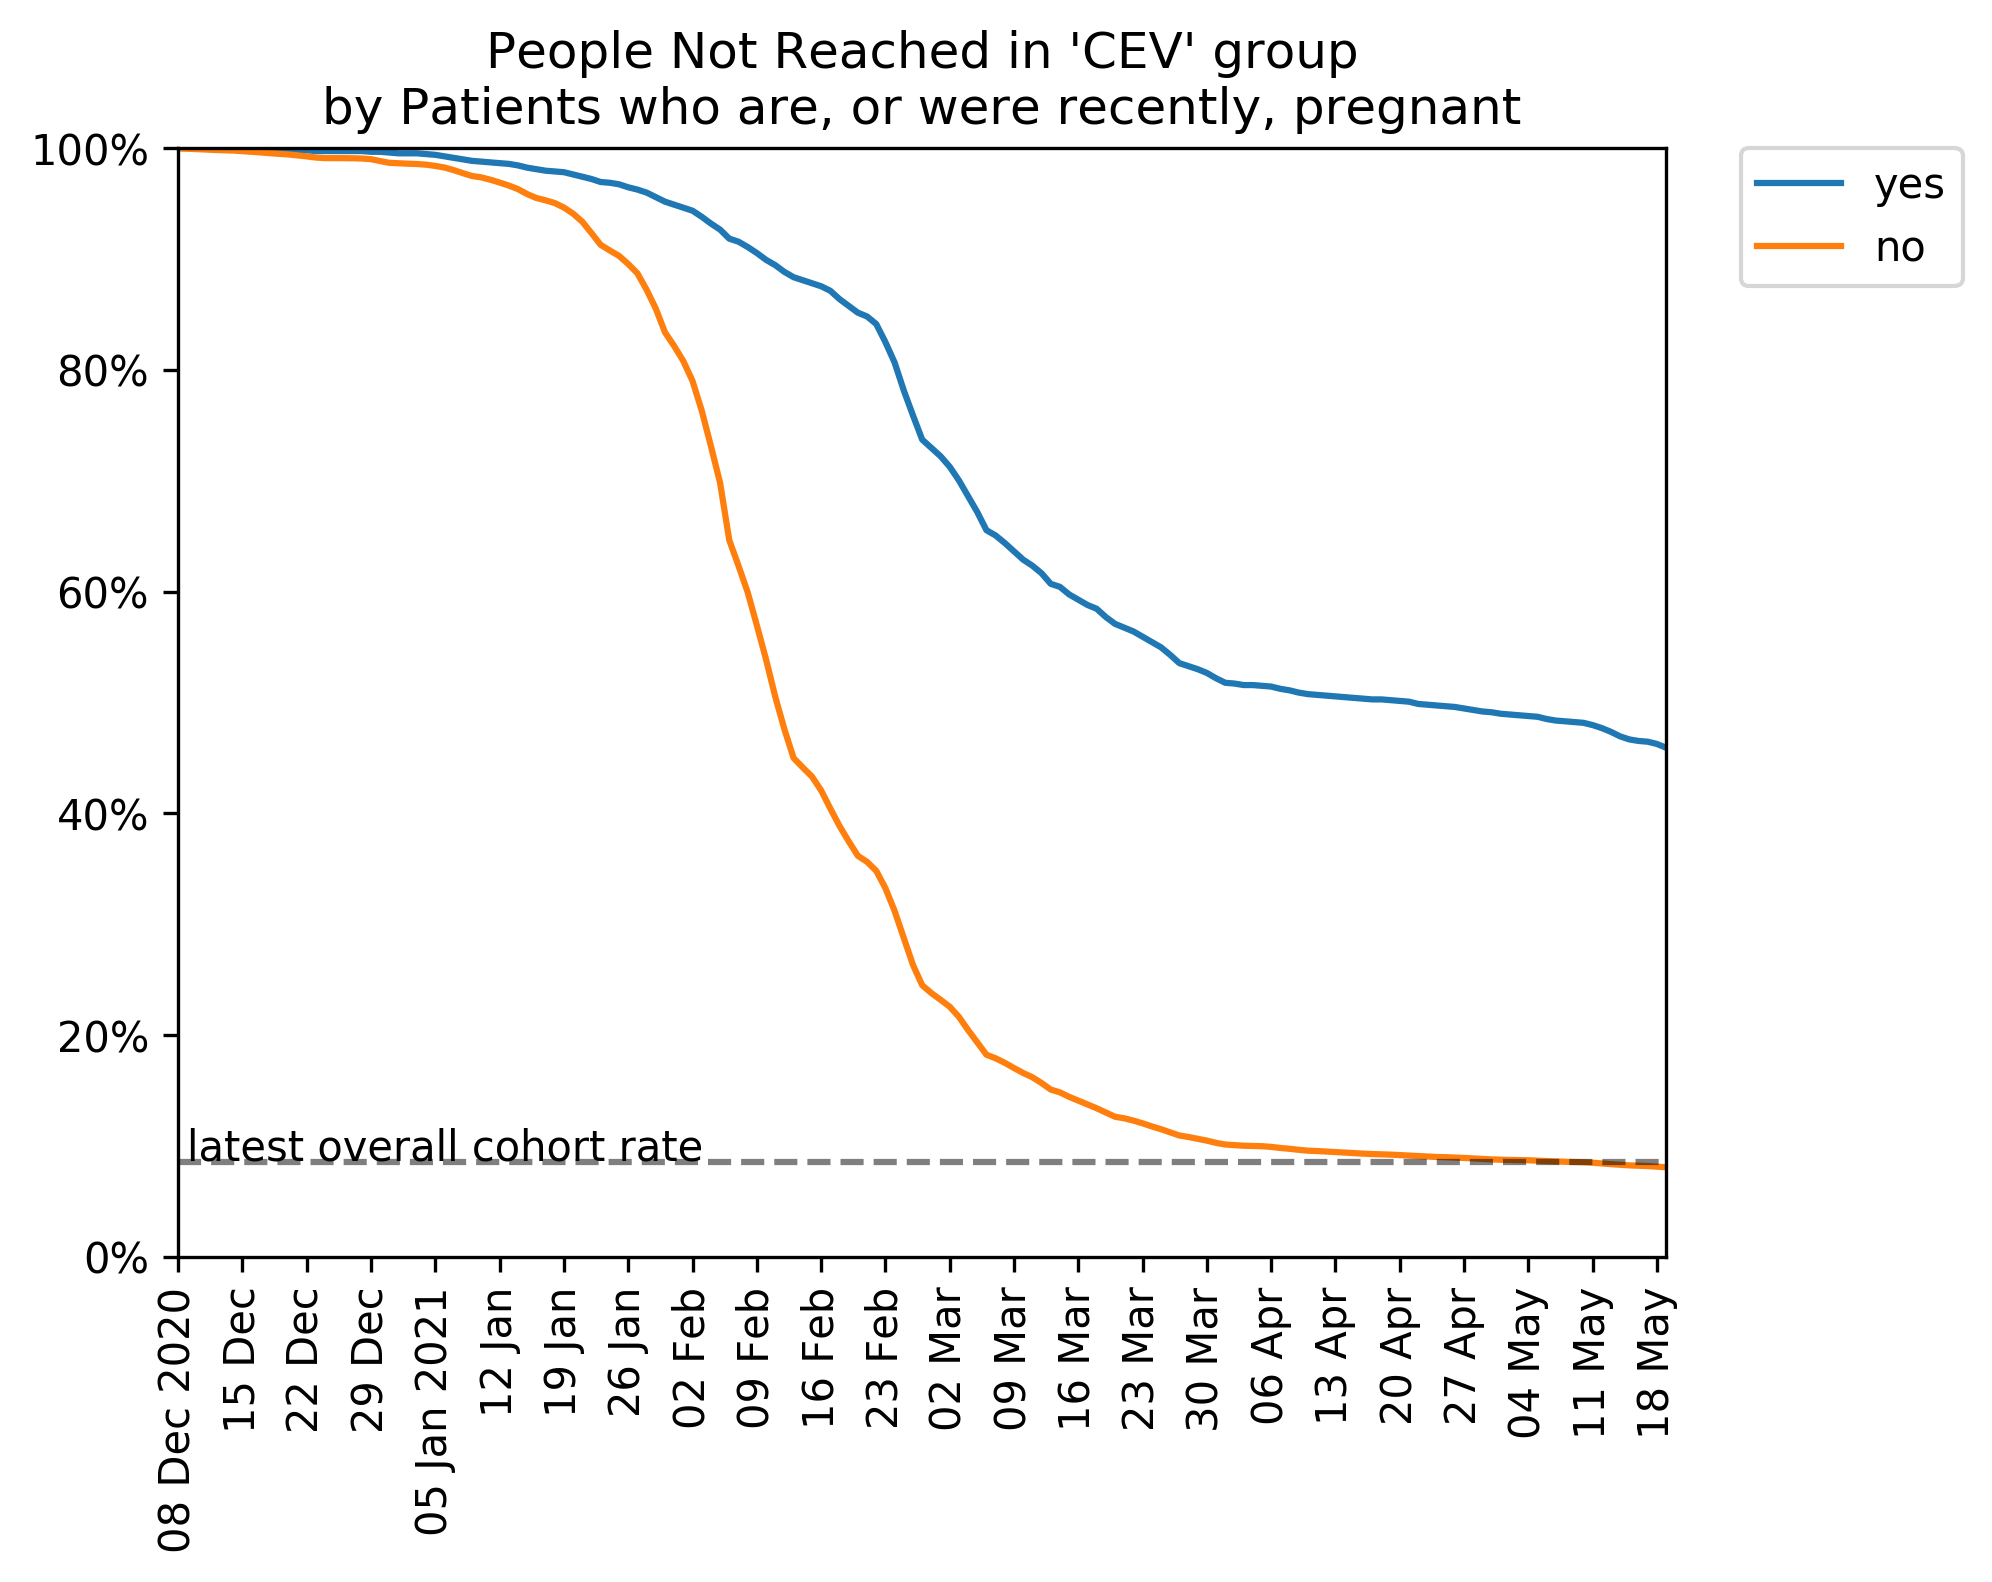 People Not Reached in 'CEV' group
by Patients who are, or were recently, pregnant
100%
80%
60%
40%
20%
0%
latest overall cohort rate
yes
no
08 Dec 2020
15 Dec
22 Dec
29 Dec
05 Jan 2021
12 Jan
19 Jan
26 Jan
02 Feb
09 Feb
16 Feb
23 Feb
02 Mar
09 Mar
16 Mar
23 Mar
30 Mar
06 Apr
13 Apr
20 Apr
27 Apr
04 May
11 May
18 May